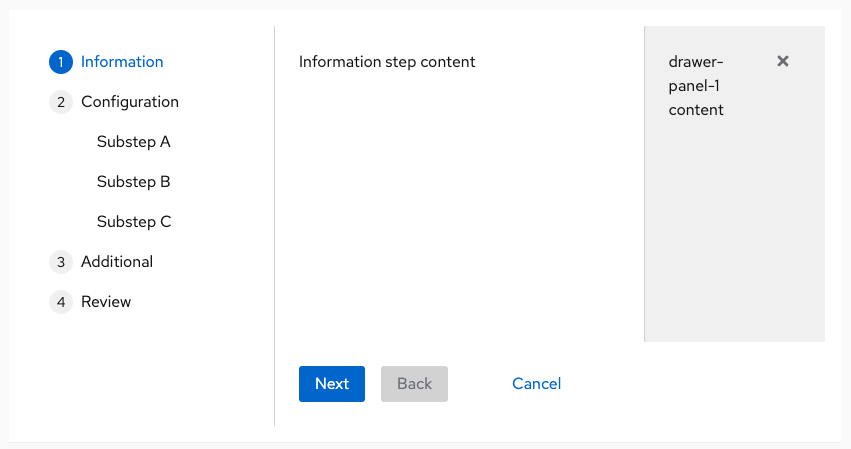 1 Information
2 Configuration
Substep A
Substep B
Substep C
3 Additional
4 Review
Information step content
drawer-
panel-1
content
Next
Back
Cancel